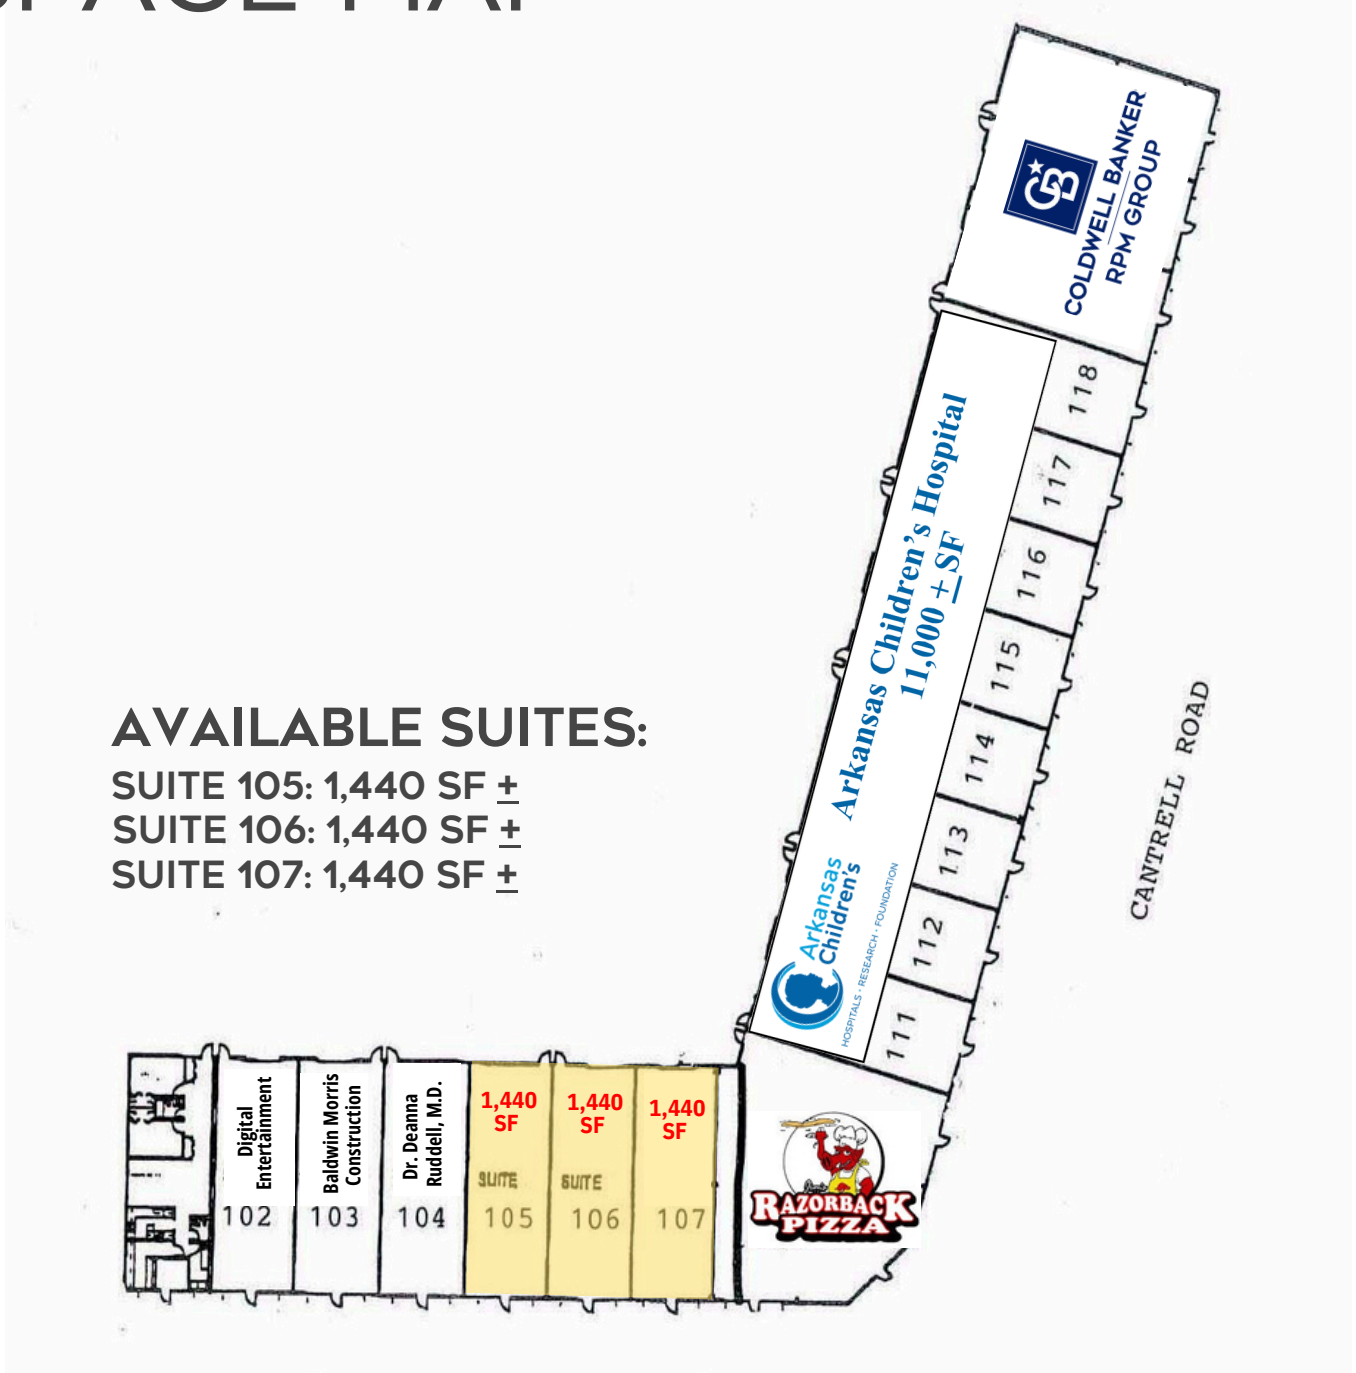 SPACE MAP
COLDWELL BANKER
RPM GROUP
CB
118
117
116
115
114
113
112
111
Arkansas Children's Hospital
11,000 ± SF
Arkansas
Children's
HOSPITALS · RESEARCH · FOUNDATION
CANTRELL ROAD
AVAILABLE SUITES:
SUITE 105: 1,440 SF ±
SUITE 106: 1,440 SF ±
SUITE 107: 1,440 SF ±
Digital
Entertainment
102
Baldwin Morris
Construction
103
Dr. Deanna
Ruddell, M.D.
104
1,440
SF
SUITE
105
1,440
SF
SUITE
106
1,440
SF
107
RAZORBACK
PIZZA